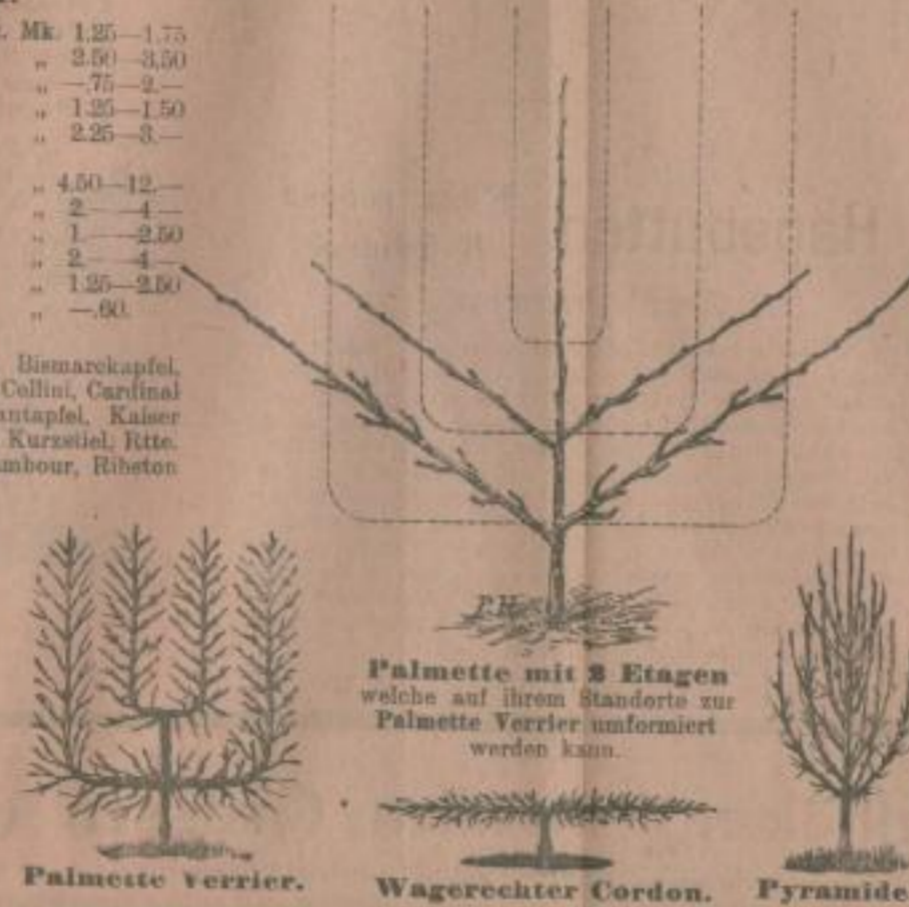 Mk. 1,25—1,75
„ 2.50—3,50
„ —.75—2.—
„ 1.25—1.50
„ 2.25—3.—
„ 4.50—12.—
„ 2.—4—
„ 1.—2.50
„ 2.—4—
„ 1.25—2.50
„ —.60.
Bismarckapfel,
Cellini, Cardinal
antapfel, Kaiser
Kurzstiel, Rtte.
mbour, Ribston
P.H.
Palmette mit 2 Etagen
welche auf ihrem Standorte zur
Palmette Verrier umformiert
werden kann.
Palmette Verrier.
Wagerechter Cordon.
Pyramide